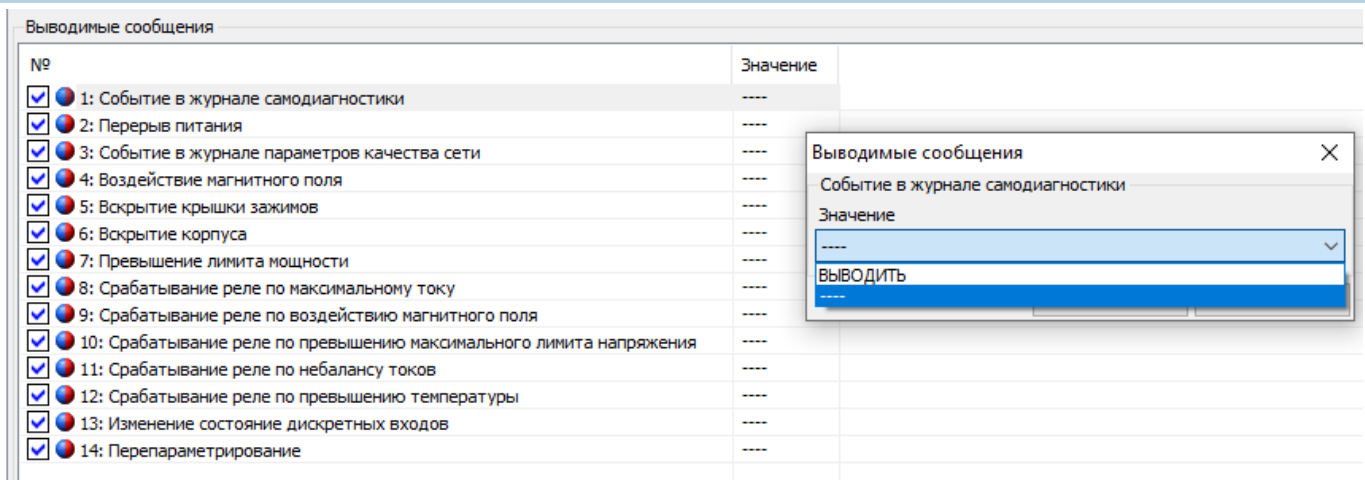 Выводимые сообщения
№ Значение
1: Событие в журнале самодиагностики ----
2: Перерыв питания ----
3: Событие в журнале параметров качества сети ----
4: Воздействие магнитного поля ----
5: Вскрытие крышки зажимов ----
6: Вскрытие корпуса ----
7: Превышение лимита мощности ----
8: Срабатывание реле по максимальному току ----
9: Срабатывание реле по воздействию магнитного поля ----
10: Срабатывание реле по превышению максимального лимита напряжения ----
11: Срабатывание реле по небалансу токов ----
12: Срабатывание реле по превышению температуры ----
13: Изменение состояние дискретных входов ----
14: Перепараметрирование ----
Выводимые сообщения
Событие в журнале самодиагностики
Значение
----
ВЫВОДИТЬ
----